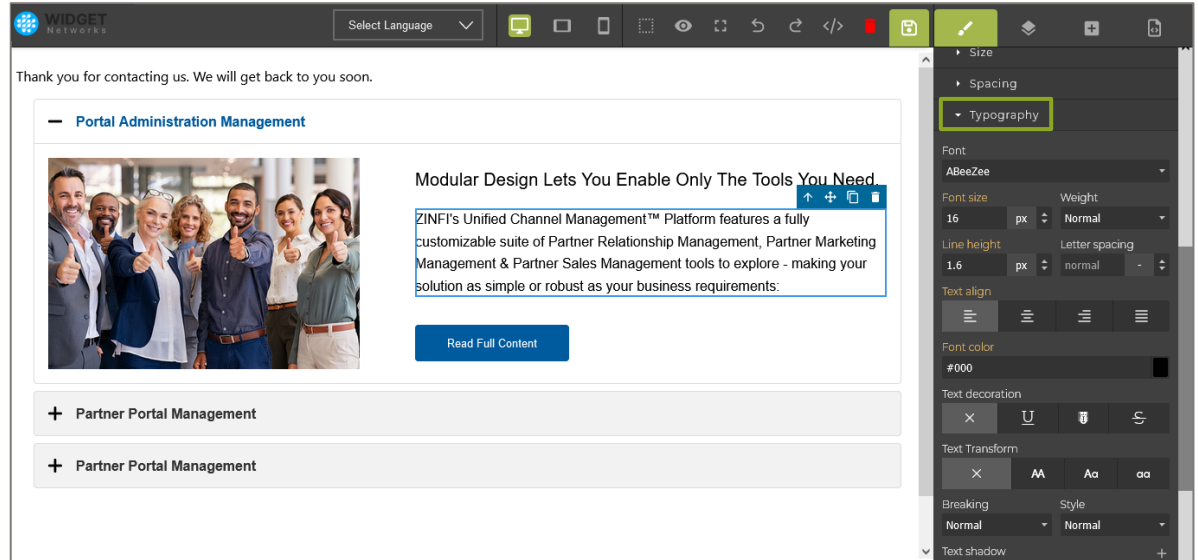 WIDGET
Networks
Select Language
Thank you for contacting us. We will get back to you soon.
Portal Administration Management
Modular Design Lets You Enable Only The Tools You Need.
ZINFI's Unified Channel Management™ Platform features a fully
customizable suite of Partner Relationship Management, Partner Marketing
Management & Partner Sales Management tools to explore - making your
solution as simple or robust as your business requirements:
Read Full Content
Partner Portal Management
Partner Portal Management
Size
Spacing
Typography
Font
ABeeZee
Font size Weight
16 px Normal
Line height Letter spacing
1.6 px normal -
Text align
Font color
#000
Text decoration
U S
Text Transform
AA Aa aa
Breaking Style
Normal Normal
Text shadow +